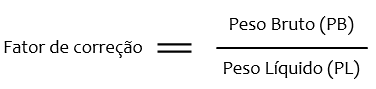 Peso Bruto (PB)
Fator de correção =
Peso Líquido (PL)